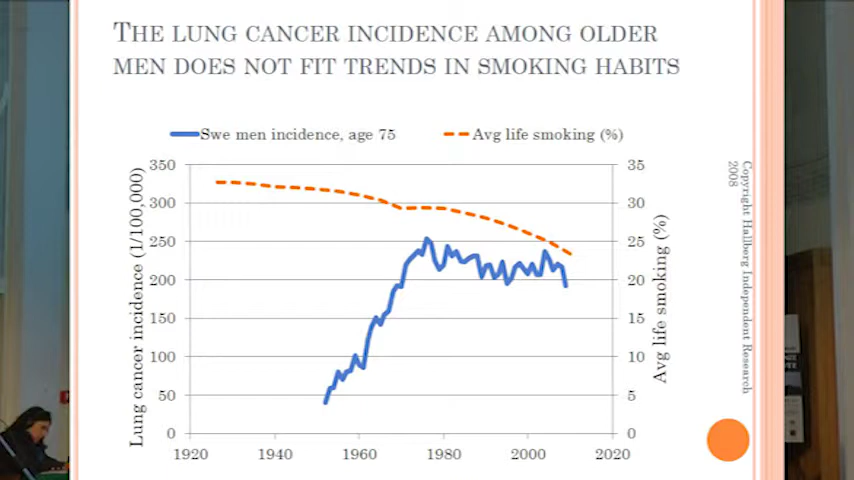 THE LUNG CANCER INCIDENCE AMONG OLDER
MEN DOES NOT FIT TRENDS IN SMOKING HABITS
Swe men incidence, age 75
Avg life smoking (%)
Lung cancer incidence (1/100,000)
350
300
250
200
150
100
50
0
35
30
25
20
15
10
5
0
Avg life smoking (%)
1920 1940 1960 1980 2000 2020
Copyright Hallberg Independent Research
2008